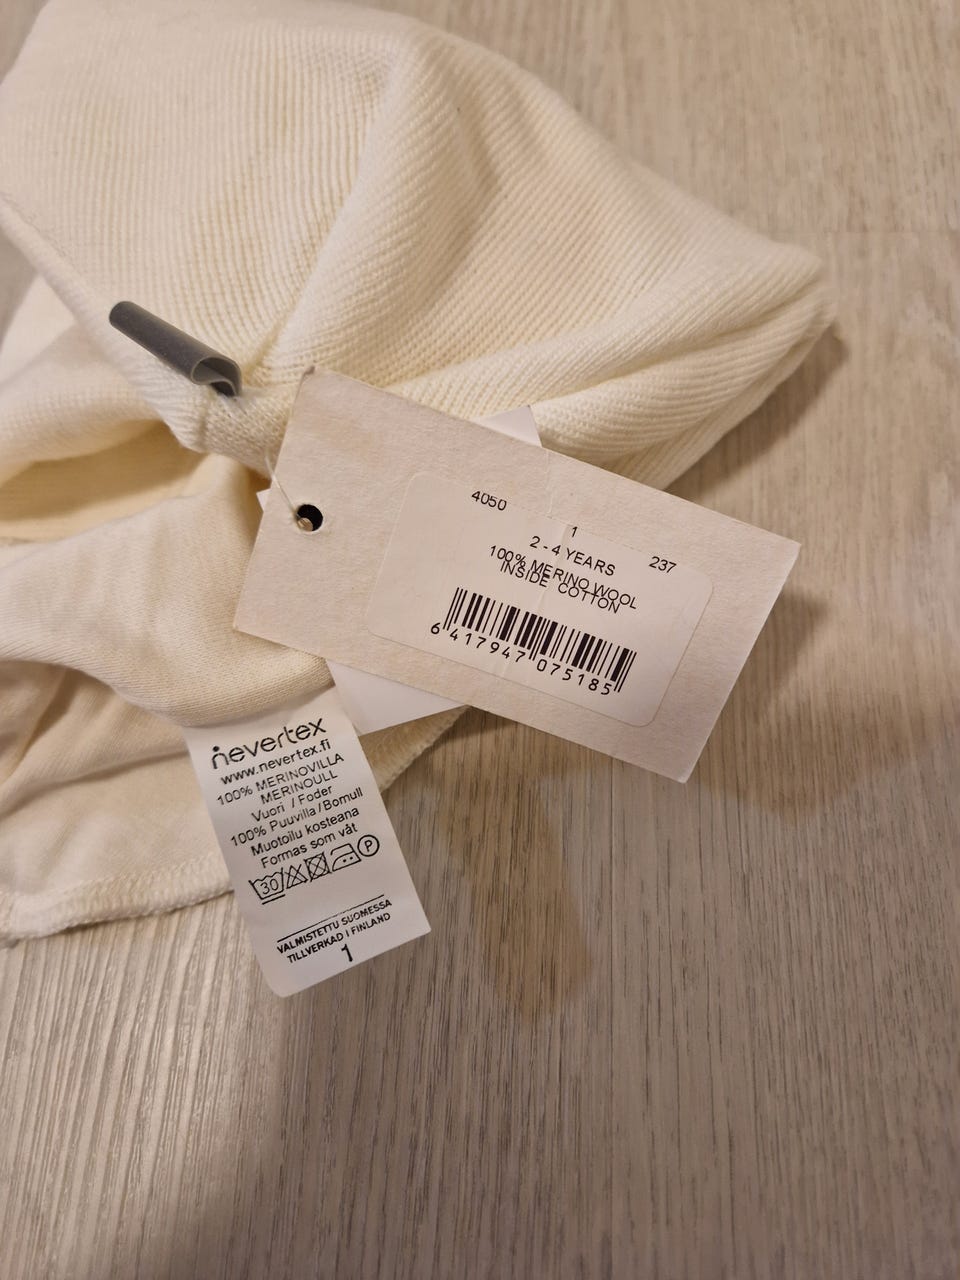 4050
1
2 - 4 YEARS
237
100% MERINO WOOL
INSIDE COTTON
6 417947 075185
nevertex
www.nevertex.fi
100% MERINOVILLA
MERINOULL
Vuori / Foder
100% Puuvilla/Bomull
Muotoilu kosteana
Formas som våt
30 P
VALMISTETTU SUOMESSA
TILLVERKAD I FINLAND
1